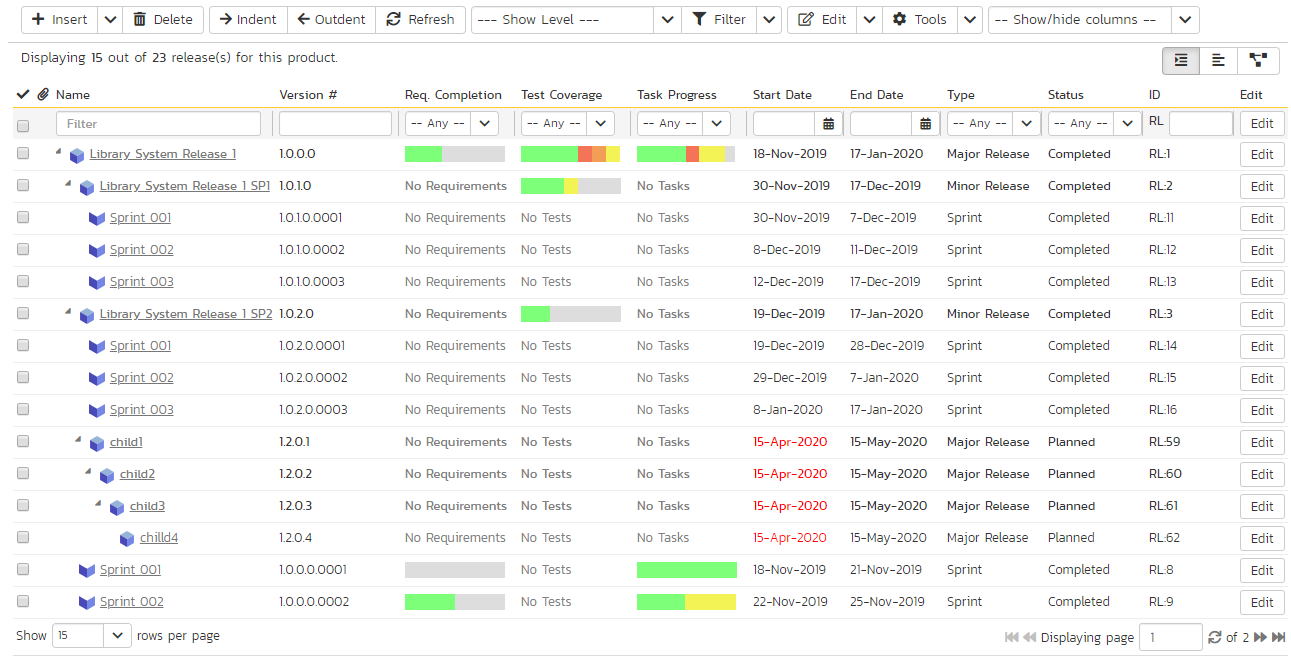 Insert Delete Indent Outdent Refresh --- Show Level --- Filter Edit Tools -- Show/hide columns --
Displaying 15 out of 23 release(s) for this product.
Name Version # Req. Completion Test Coverage Task Progress Start Date End Date Type Status ID Edit
Filter -- Any -- -- Any -- -- Any -- -- Any -- -- Any -- RL Edit
Library System Release 1 1.0.0.0 18-Nov-2019 17-Jan-2020 Major Release Completed RL:1 Edit
Library System Release 1 SP1 1.0.1.0 No Requirements No Tasks 30-Nov-2019 17-Dec-2019 Minor Release Completed RL:2 Edit
Sprint 001 1.0.1.0.0001 No Requirements No Tests No Tasks 30-Nov-2019 7-Dec-2019 Sprint Completed RL:11 Edit
Sprint 002 1.0.1.0.0002 No Requirements No Tests No Tasks 8-Dec-2019 11-Dec-2019 Sprint Completed RL:12 Edit
Sprint 003 1.0.1.0.0003 No Requirements No Tests No Tasks 12-Dec-2019 17-Dec-2019 Sprint Completed RL:13 Edit
Library System Release 1 SP2 1.0.2.0 No Requirements No Tasks 19-Dec-2019 17-Jan-2020 Minor Release Completed RL:3 Edit
Sprint 001 1.0.2.0.0001 No Requirements No Tests No Tasks 19-Dec-2019 28-Dec-2019 Sprint Completed RL:14 Edit
Sprint 002 1.0.2.0.0002 No Requirements No Tests No Tasks 29-Dec-2019 7-Jan-2020 Sprint Completed RL:15 Edit
Sprint 003 1.0.2.0.0003 No Requirements No Tests No Tasks 8-Jan-2020 17-Jan-2020 Sprint Completed RL:16 Edit
child1 1.2.0.1 No Requirements No Tests No Tasks 15-Apr-2020 15-May-2020 Major Release Planned RL:59 Edit
child2 1.2.0.2 No Requirements No Tests No Tasks 15-Apr-2020 15-May-2020 Major Release Planned RL:60 Edit
child3 1.2.0.3 No Requirements No Tests No Tasks 15-Apr-2020 15-May-2020 Major Release Planned RL:61 Edit
chilld4 1.2.0.4 No Requirements No Tests No Tasks 15-Apr-2020 15-May-2020 Major Release Planned RL:62 Edit
Sprint 001 1.0.0.0.0001 No Tests 18-Nov-2019 21-Nov-2019 Sprint Completed RL:8 Edit
Sprint 002 1.0.0.0.0002 No Tests 22-Nov-2019 25-Nov-2019 Sprint Completed RL:9 Edit
Show 15 rows per page Displaying page 1 of 2